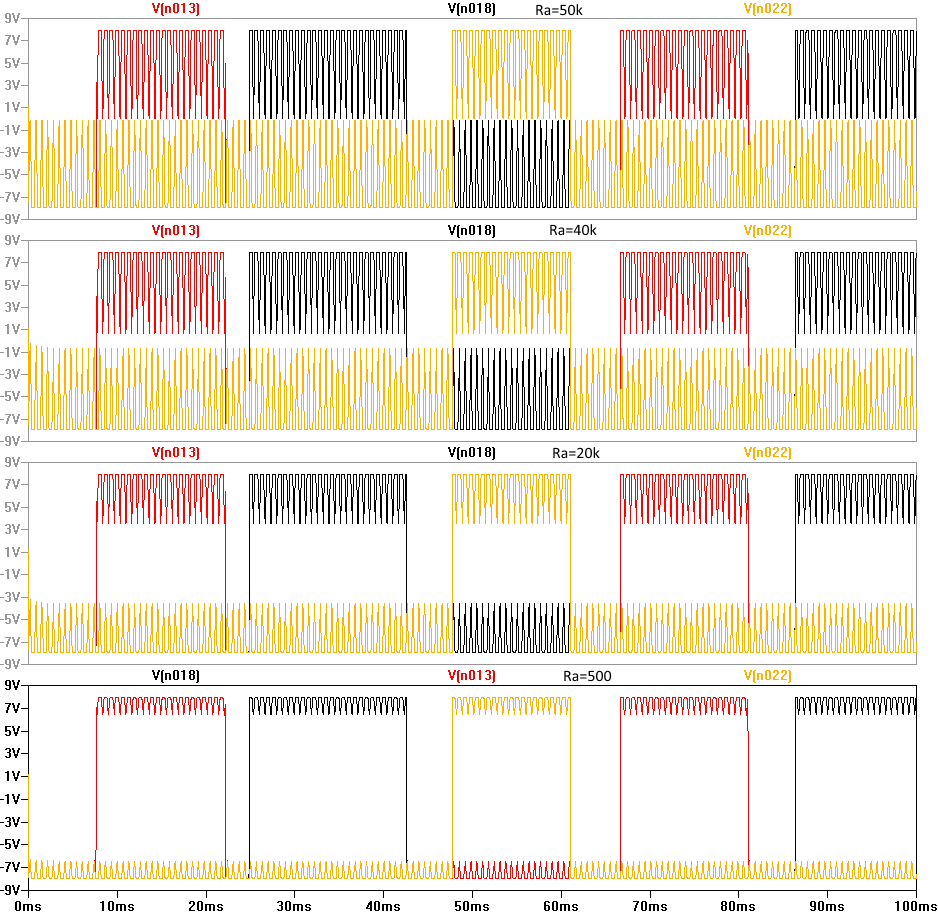 V(n013) V(n018) Ra=50k V(n022)
9V
7V
5V
3V
1V
-1V
-3V
-5V
-7V
-9V
V(n013) V(n018) Ra=40k V(n022)
9V
7V
5V
3V
1V
-1V
-3V
-5V
-7V
-9V
V(n013) V(n018) Ra=20k V(n022)
9V
7V
5V
3V
1V
-1V
-3V
-5V
-7V
-9V
V(n018) V(n013) Ra=500 V(n022)
9V
7V
5V
3V
1V
-1V
-3V
-5V
-7V
-9V
0ms 10ms 20ms 30ms 40ms 50ms 60ms 70ms 80ms 90ms 100ms